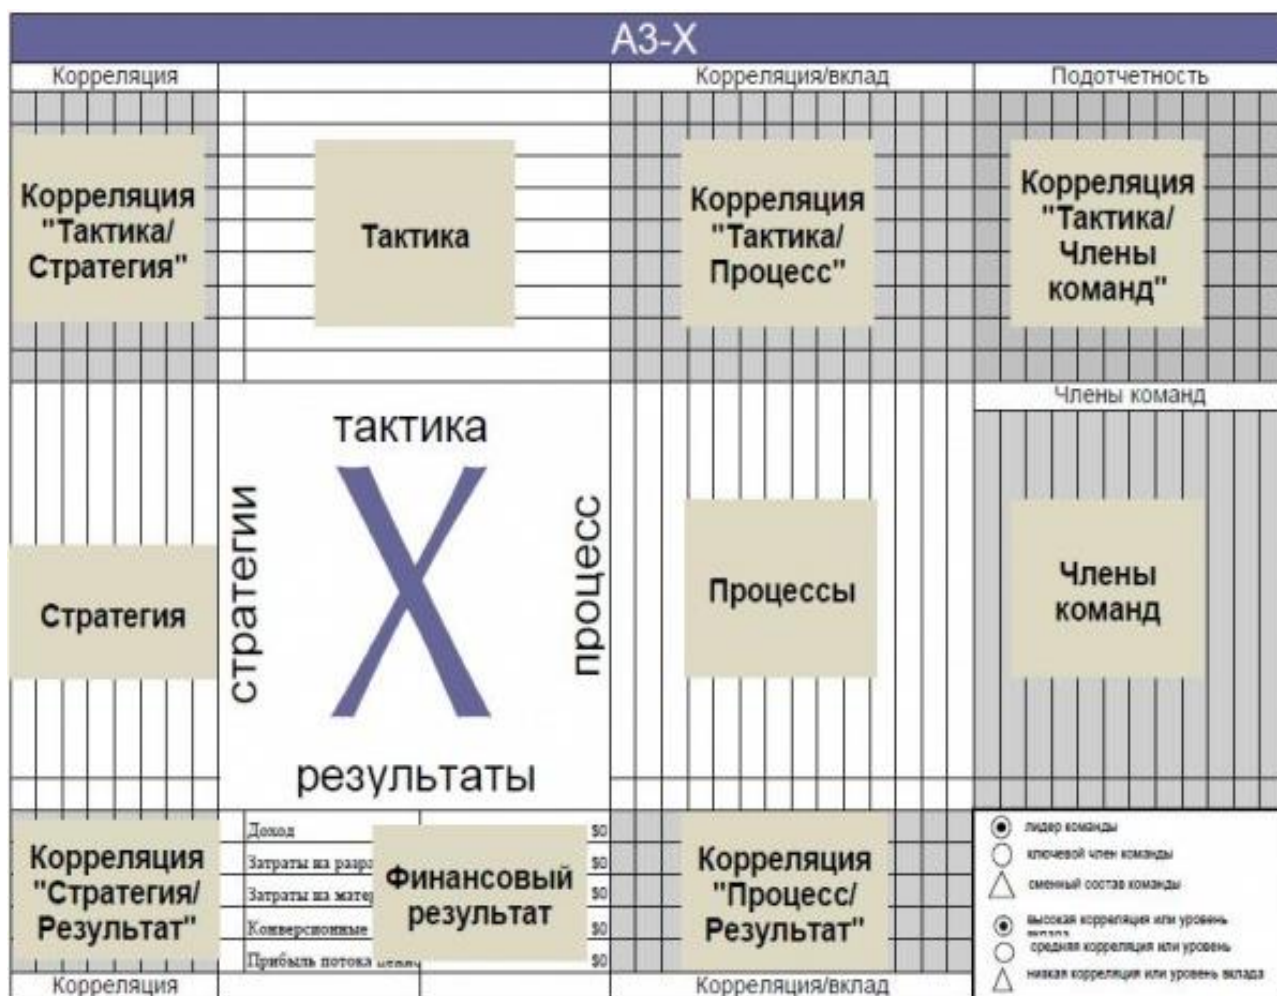 А3-Х
Корреляция
Корреляция/вклад
Подотчетность
Корреляция
"Тактика/
Стратегия"
Тактика
Корреляция
"Тактика/
Процесс"
Корреляция
"Тактика/
Члены
команд"
Члены команд
тактика
стратегии
X
процесс
результаты
Стратегия
Процессы
Члены
команд
Корреляция
"Стратегия/
Результат"
Доход $0
Затраты на $0
Затраты на $0
Конверсионные $0
Прибыль потока $0
Финансовый
результат
Корреляция
"Процесс/
Результат"
лидер команды
ключевой член команды
сменный состав команды
высокая корреляция или уровень
средняя корреляция или уровень
низкая корреляция или уровень вклада
Корреляция
Корреляция/вклад